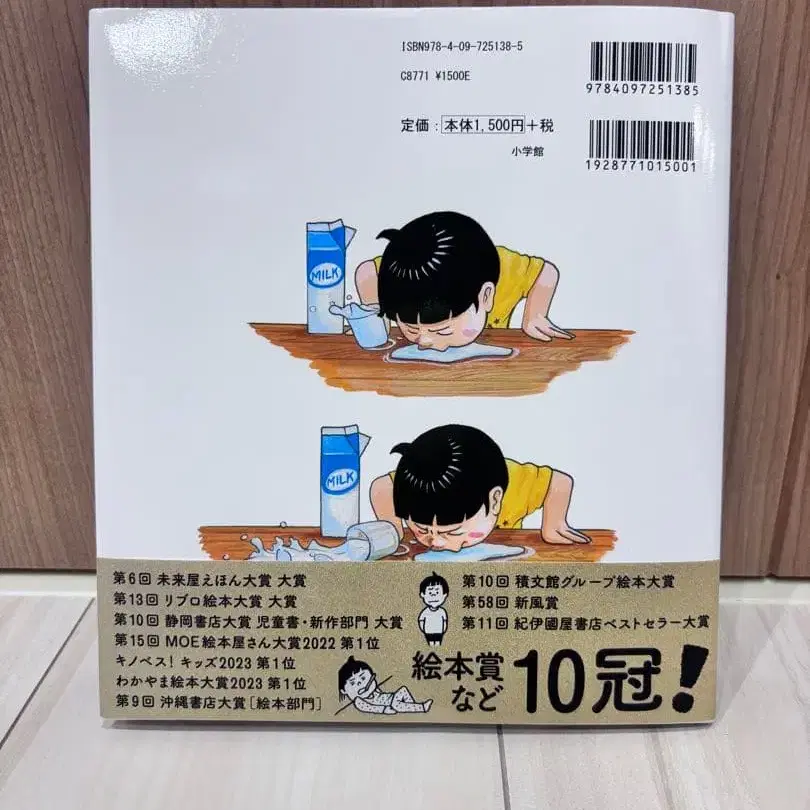 ISBN978-4-09-725138-5
C8771 ¥1500E
9784097251385
定価：本体1,500円＋税
小学館
1928771015001
MILK
MILK
第6回 未来屋えほん大賞 大賞
第13回 リブロ絵本大賞 大賞
第10回 静岡書店大賞 児童書・新作部門 大賞
第15回 MOE絵本屋さん大賞2022 第1位
キノベス！キッズ2023 第1位
わかやま絵本大賞2023 第1位
第9回 沖縄書店大賞［絵本部門］
第10回 積文館グループ絵本大賞
第58回 新風賞
第11回 紀伊國屋書店ベストセラー大賞
絵本賞
など
10冠！